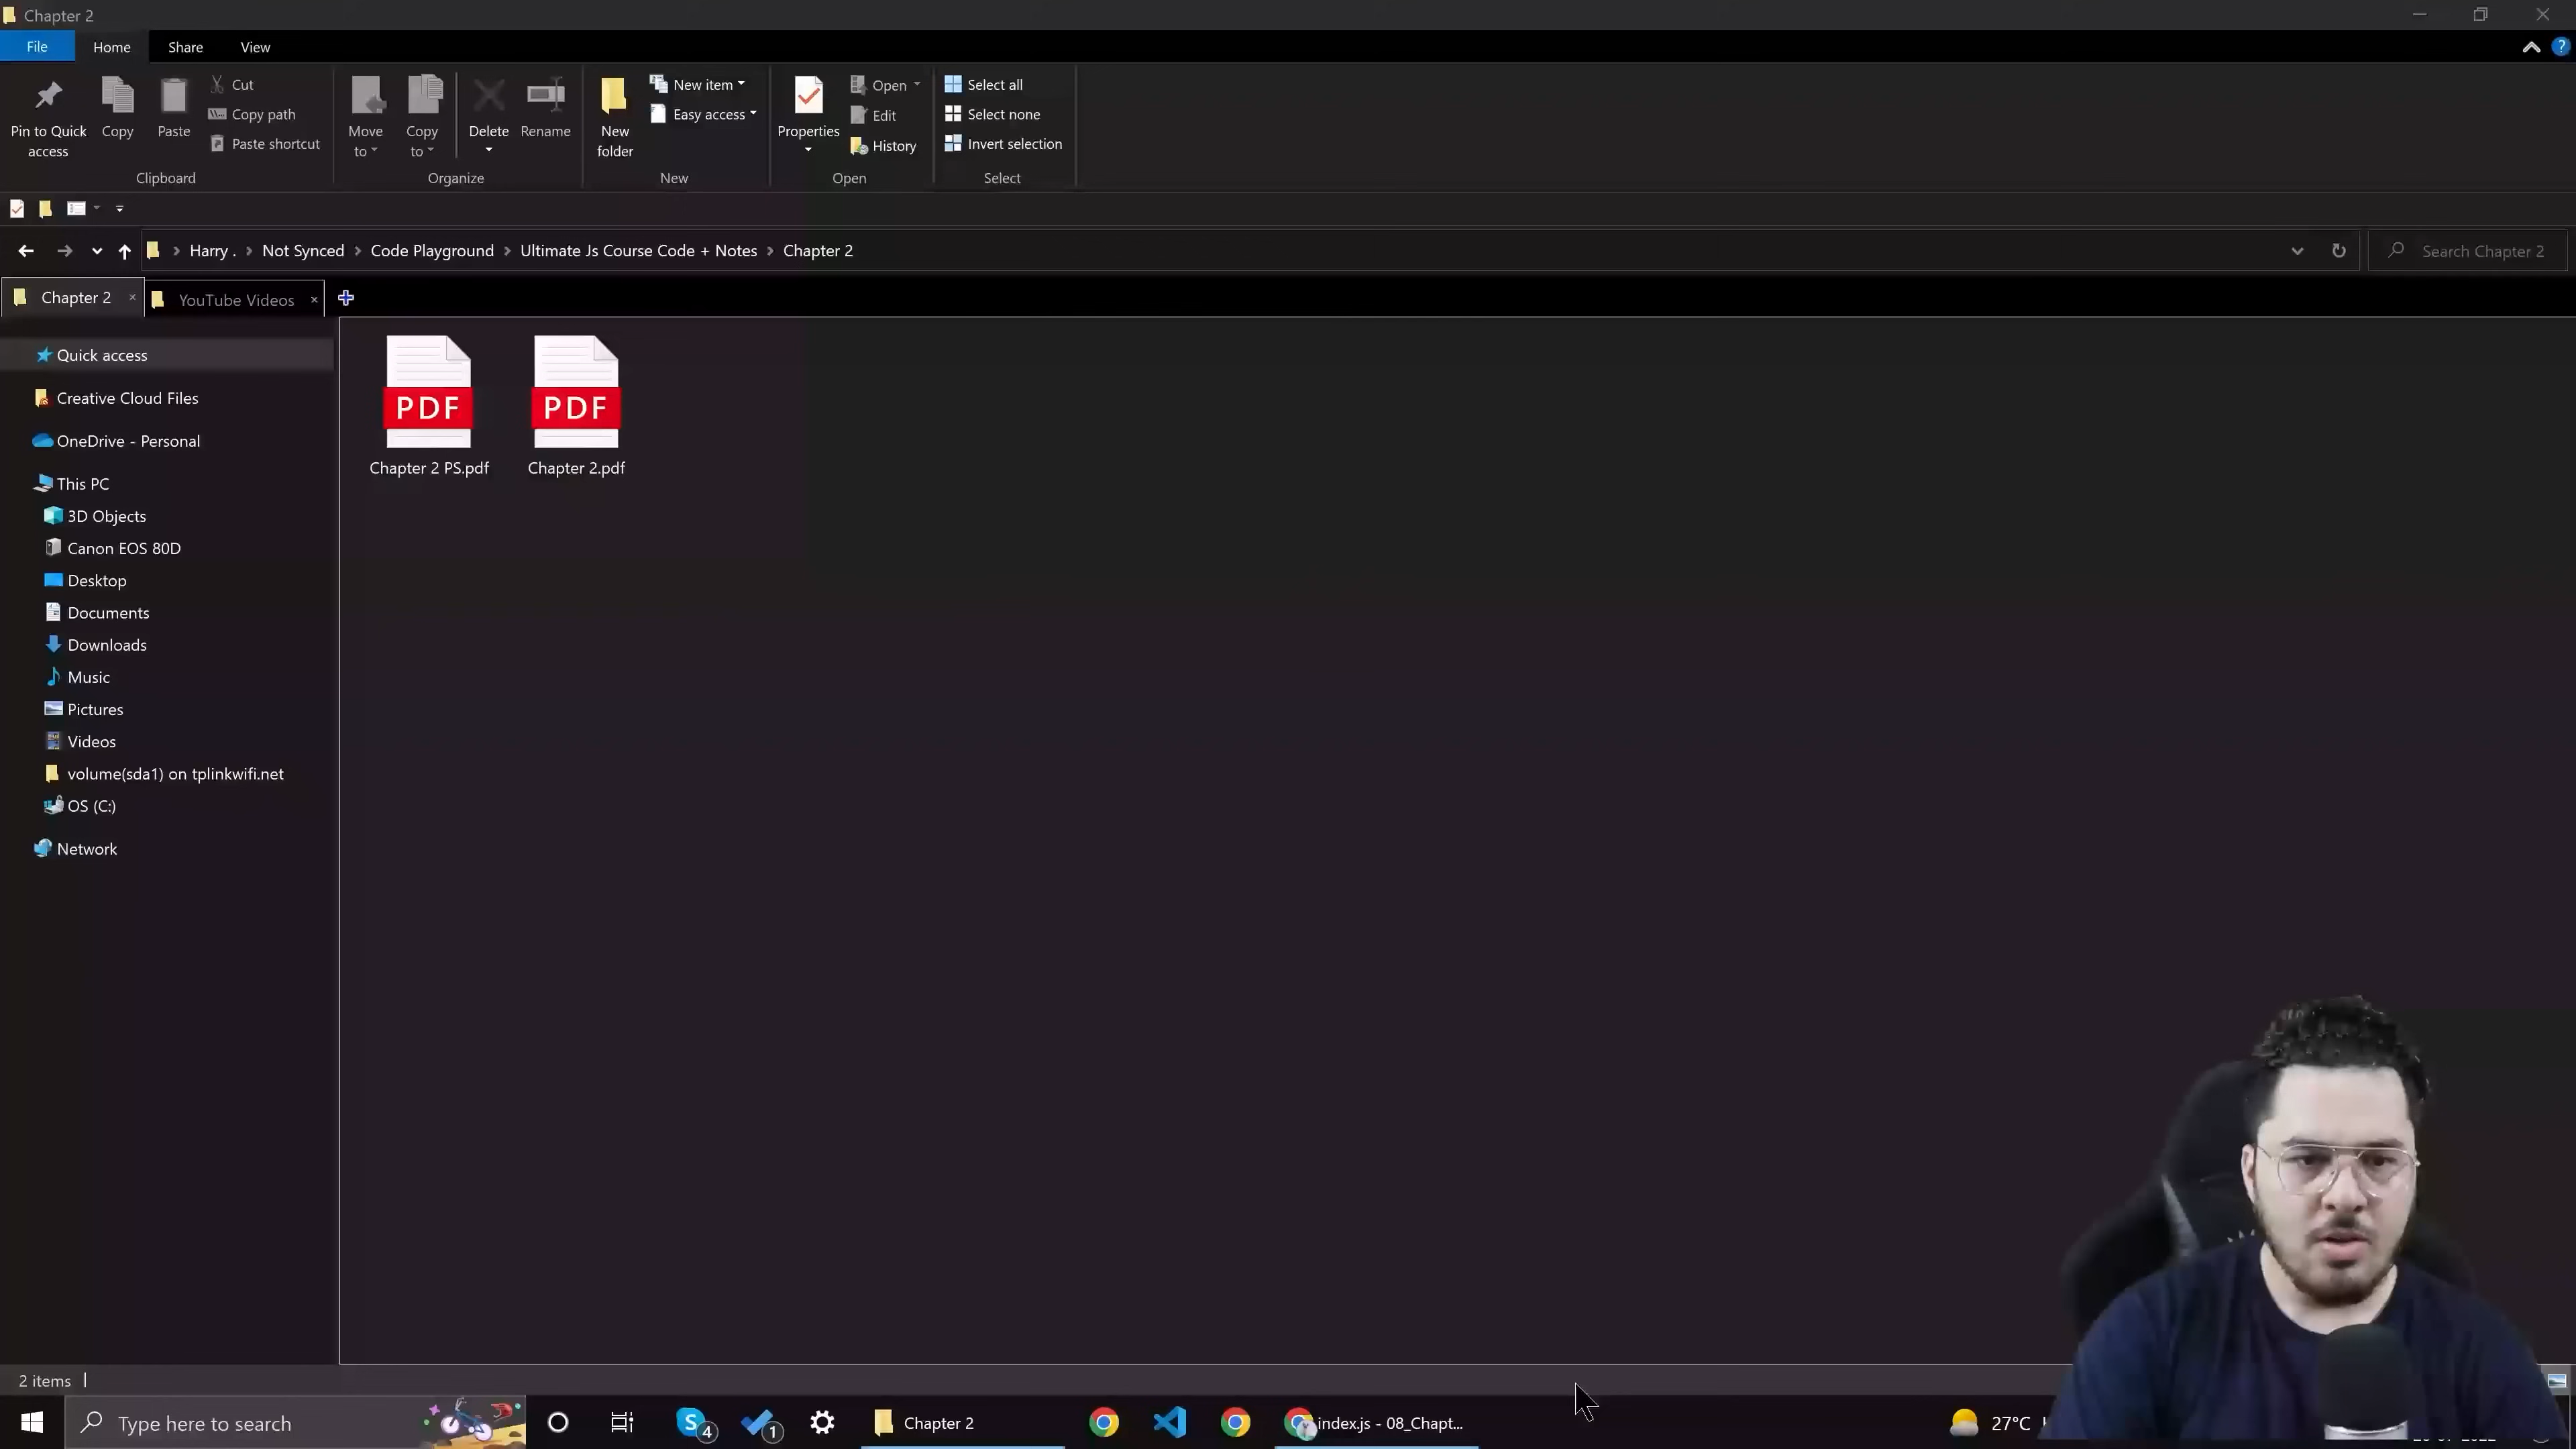 Chapter 2
File Home Share View
Pin to Quick access
Copy
Paste
Cut
Copy path
Paste shortcut
Clipboard
Move to
Copy to
Delete
Rename
Organize
New folder
New item
Easy access
New
Properties
Open
Edit
History
Open
Select all
Select none
Invert selection
Select
Harry . Not Synced Code Playground Ultimate Js Course Code + Notes Chapter 2
Search Chapter 2
Chapter 2 YouTube Videos
Quick access
Creative Cloud Files
OneDrive - Personal
This PC
3D Objects
Canon EOS 80D
Desktop
Documents
Downloads
Music
Pictures
Videos
volume(sda1) on tplinkwifi.net
OS (C:)
Network
PDF
Chapter 2 PS.pdf
PDF
Chapter 2.pdf
2 items
Type here to search
4
1
Chapter 2
index.js - 08_Chapt...
27°C